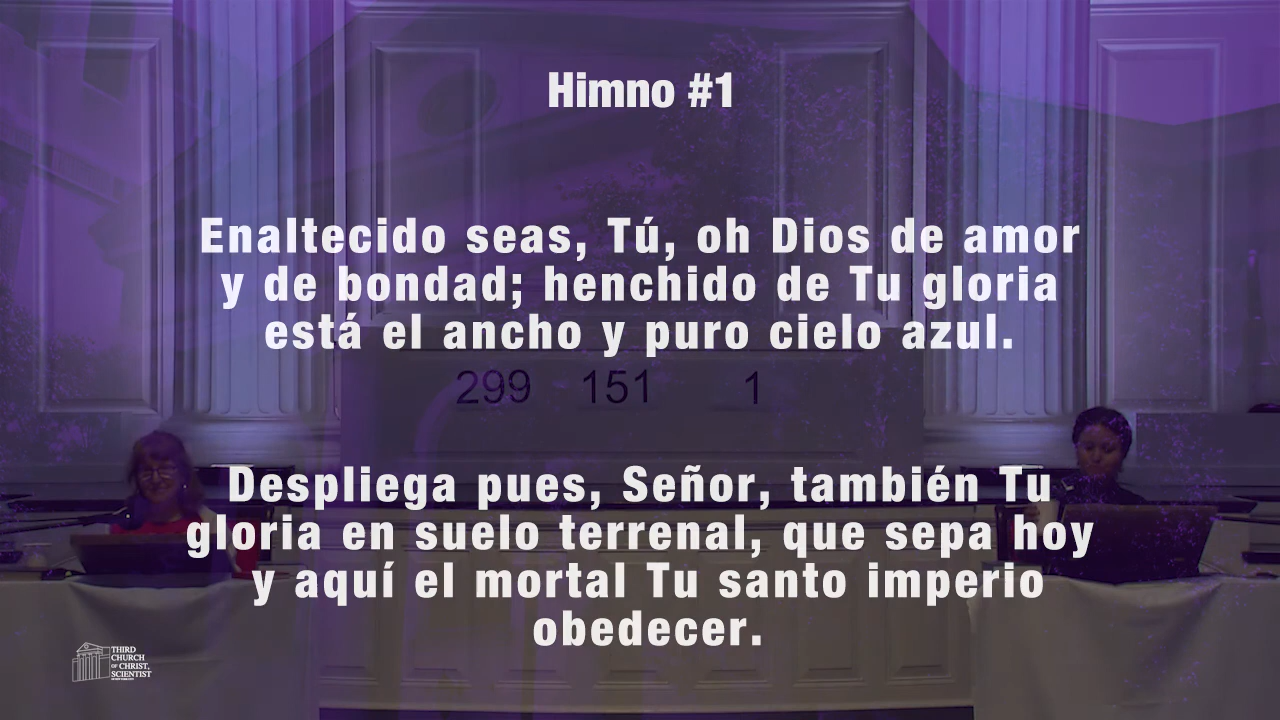 Himno #1
Enaltecido seas, Tú, oh Dios de amor
y de bondad; henchido de Tu gloria
está el ancho y puro cielo azul.
299 151 1
Despliega pues, Señor, también Tu
gloria en suelo terrenal, que sepa hoy
y aquí el mortal Tu santo imperio
obedecer.
THIRD
CHURCH
OF CHRIST,
SCIENTIST